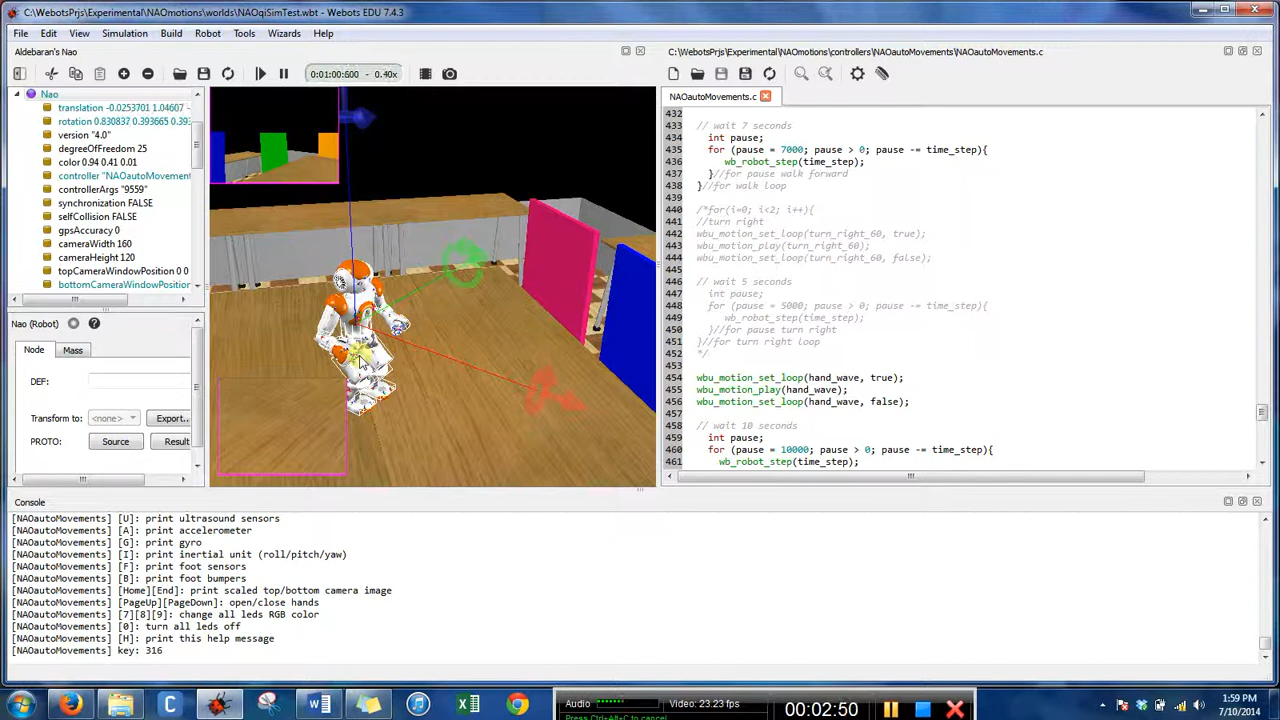 C:\WebotsPrjs\Experimental\NAOmotions\worlds\NAOqiSimTest.wbt - Webots EDU 7.4.3
File Edit View Simulation Build Robot Tools Wizards Help
Aldebaran's Nao
0:01:00:600 - 0.40x
Nao
translation -0.0253701 1.04607
rotation 0.830837 0.393665 0.393
version "4.0"
degreeOfFreedom 25
color 0.94 0.41 0.01
controller "NAOautoMovement
controllerArgs "9559"
synchronization FALSE
selfCollision FALSE
gpsAccuracy 0
cameraWidth 160
cameraHeight 120
topCameraWindowPosition 0 0
bottomCameraWindowPosition
Nao (Robot)
Node Mass
DEF:
Transform to: <none> Export...
PROTO: Source Result
C:\WebotsPrjs\Experimental\NAOmotions\controllers\NAOautoMovements\NAOautoMovements.c
NAOautoMovements.c
432
433 // wait 7 seconds
434 int pause;
435 for (pause = 7000; pause > 0; pause -= time_step){
436 wb_robot_step(time_step);
437 }//for pause walk forward
438 }//for walk loop
439
440 /*for(i=0; i<2; i++){
441 //turn right
442 wbu_motion_set_loop(turn_right_60, true);
443 wbu_motion_play(turn_right_60);
444 wbu_motion_set_loop(turn_right_60, false);
445
446 // wait 5 seconds
447 int pause;
448 for (pause = 5000; pause > 0; pause -= time_step){
449 wb_robot_step(time_step);
450 }//for pause turn right
451 }//for turn right loop
452 */
453
454 wbu_motion_set_loop(hand_wave, true);
455 wbu_motion_play(hand_wave);
456 wbu_motion_set_loop(hand_wave, false);
457
458 // wait 10 seconds
459 int pause;
460 for (pause = 10000; pause > 0; pause -= time_step){
461 wb_robot_step(time_step);
Console
[NAOautoMovements] [U]: print ultrasound sensors
[NAOautoMovements] [A]: print accelerometer
[NAOautoMovements] [G]: print gyro
[NAOautoMovements] [I]: print inertial unit (roll/pitch/yaw)
[NAOautoMovements] [F]: print foot sensors
[NAOautoMovements] [B]: print foot bumpers
[NAOautoMovements] [Home][End]: print scaled top/bottom camera image
[NAOautoMovements] [PageUp][PageDown]: open/close hands
[NAOautoMovements] [7][8][9]: change all leds RGB color
[NAOautoMovements] [0]: turn all leds off
[NAOautoMovements] [H]: print this help message
[NAOautoMovements] key: 316
Audio Video: 23.23 fps
Press Ctrl+Alt+C to cancel
00:02:50
1:59 PM
7/10/2014